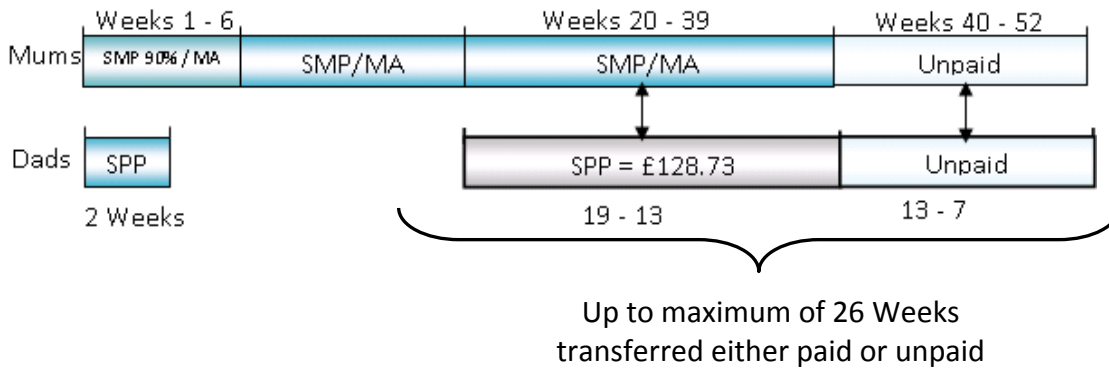 Weeks 1 - 6 Weeks 20 - 39 Weeks 40 - 52
Mums SMP 90% / MA SMP/MA SMP/MA Unpaid
Dads SPP SPP = £128.73 Unpaid
2 Weeks 19 - 13 13 - 7
Up to maximum of 26 Weeks
transferred either paid or unpaid